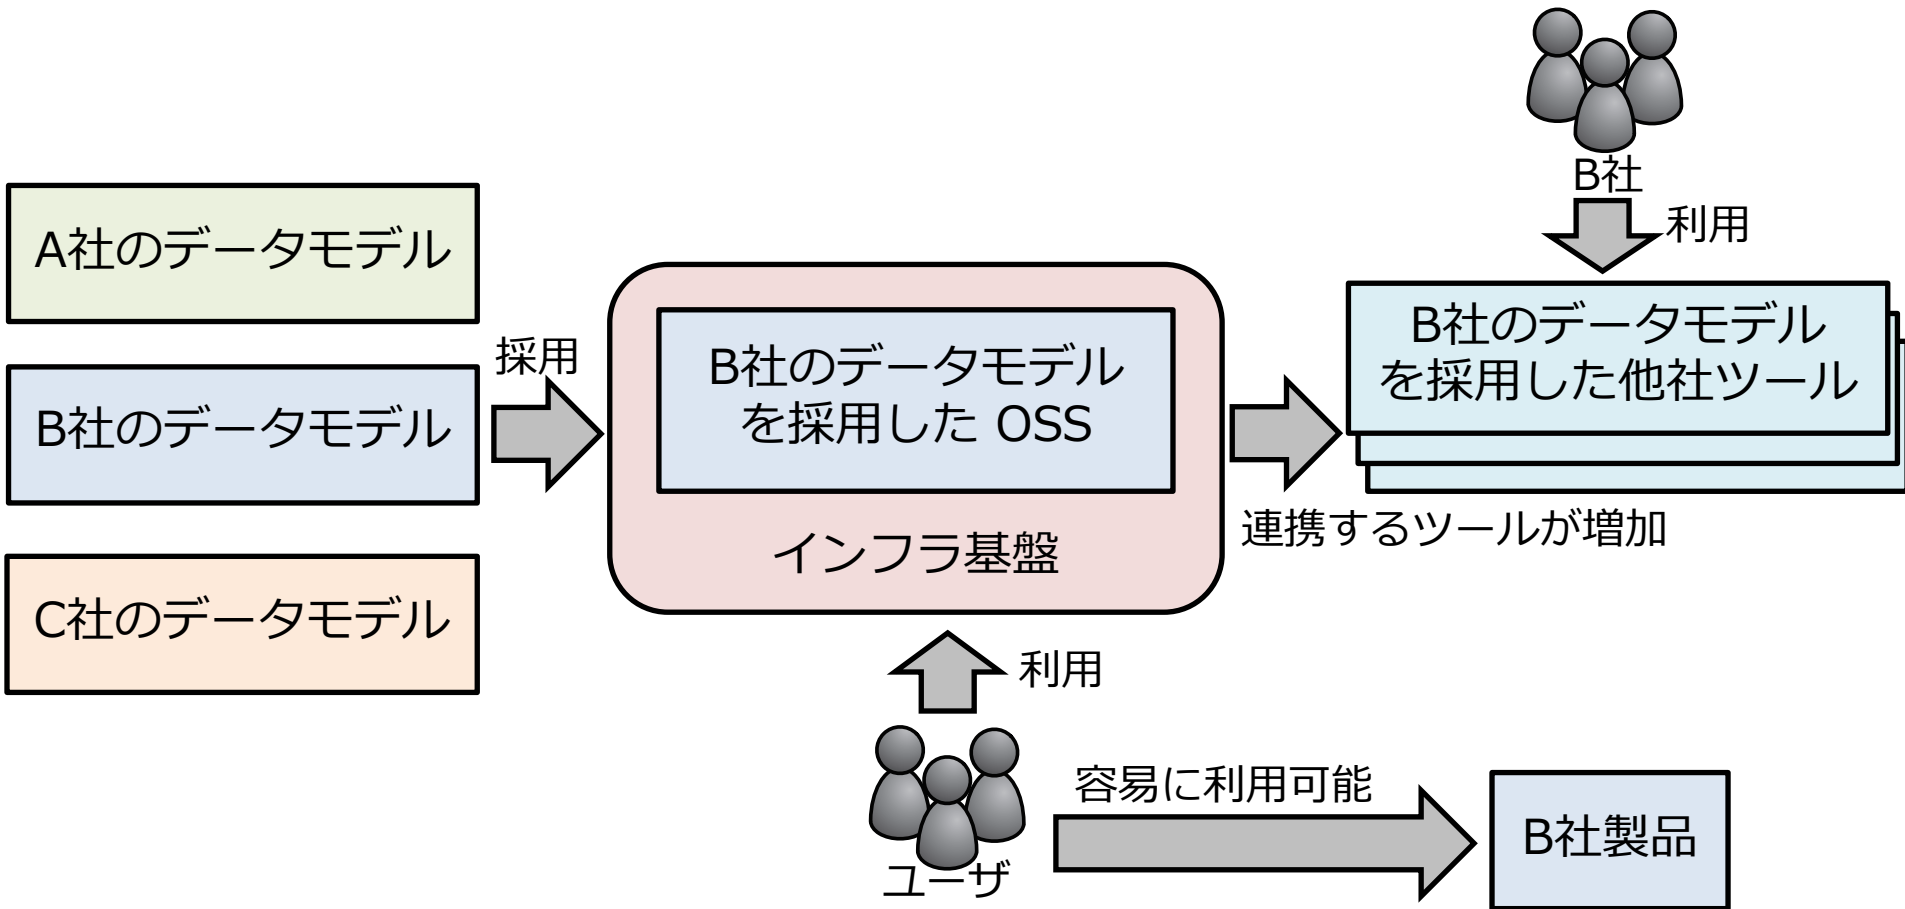 B社
利用
A社のデータモデル
B社のデータモデル
C社のデータモデル
採用
B社のデータモデル
を採用した OSS
インフラ基盤
B社のデータモデル
を採用した他社ツール
連携するツールが増加
利用
ユーザ
容易に利用可能
B社製品